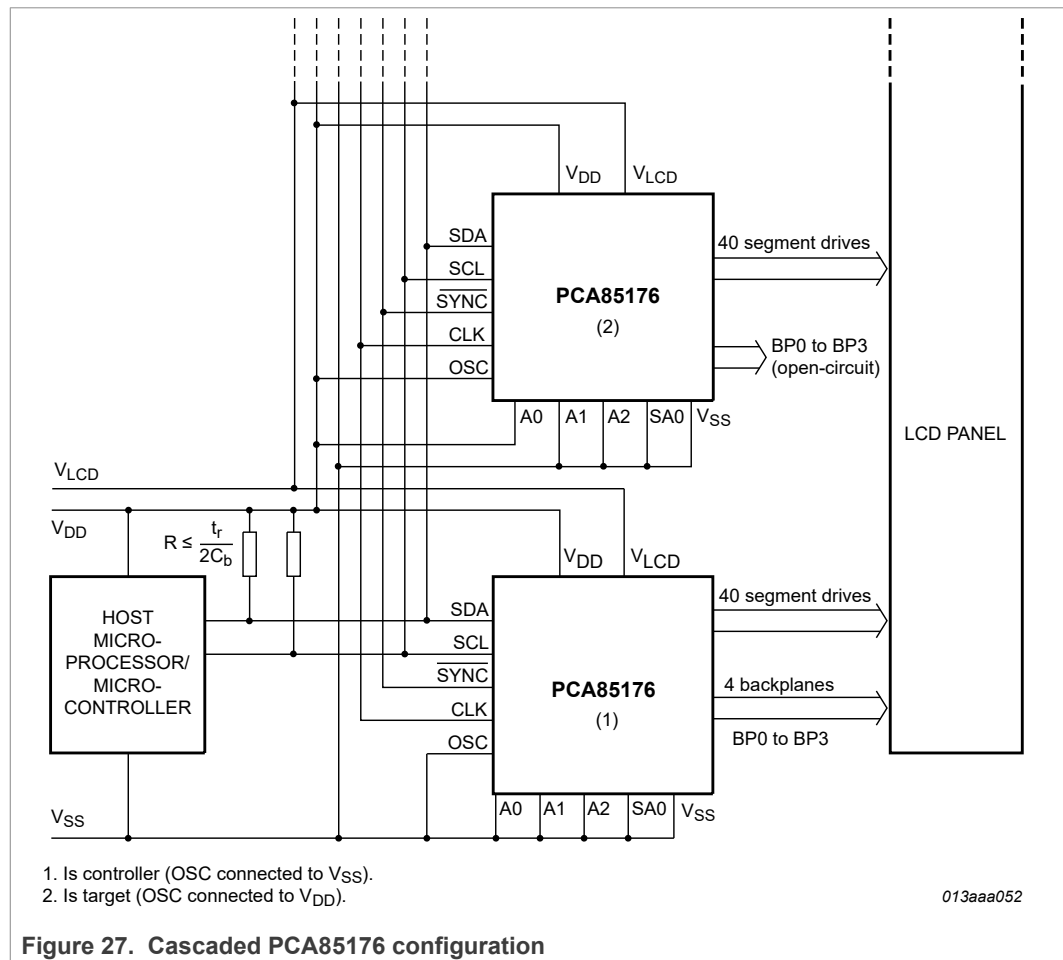 VDD
VLCD
SDA
SCL
SYNC
CLK
OSC
PCA85176
(2)
40 segment drives
BP0 to BP3
(open-circuit)
A0
A1
A2
SA0
VSS
LCD PANEL
VLCD
VDD
R ≤ tr/2Cb
HOST
MICRO-
PROCESSOR/
MICRO-
CONTROLLER
VDD
VLCD
SDA
SCL
SYNC
CLK
OSC
PCA85176
(1)
40 segment drives
4 backplanes
BP0 to BP3
A0
A1
A2
SA0
VSS
VSS
1. Is controller (OSC connected to VSS).
2. Is target (OSC connected to VDD).
013aaa052
Figure 27. Cascaded PCA85176 configuration